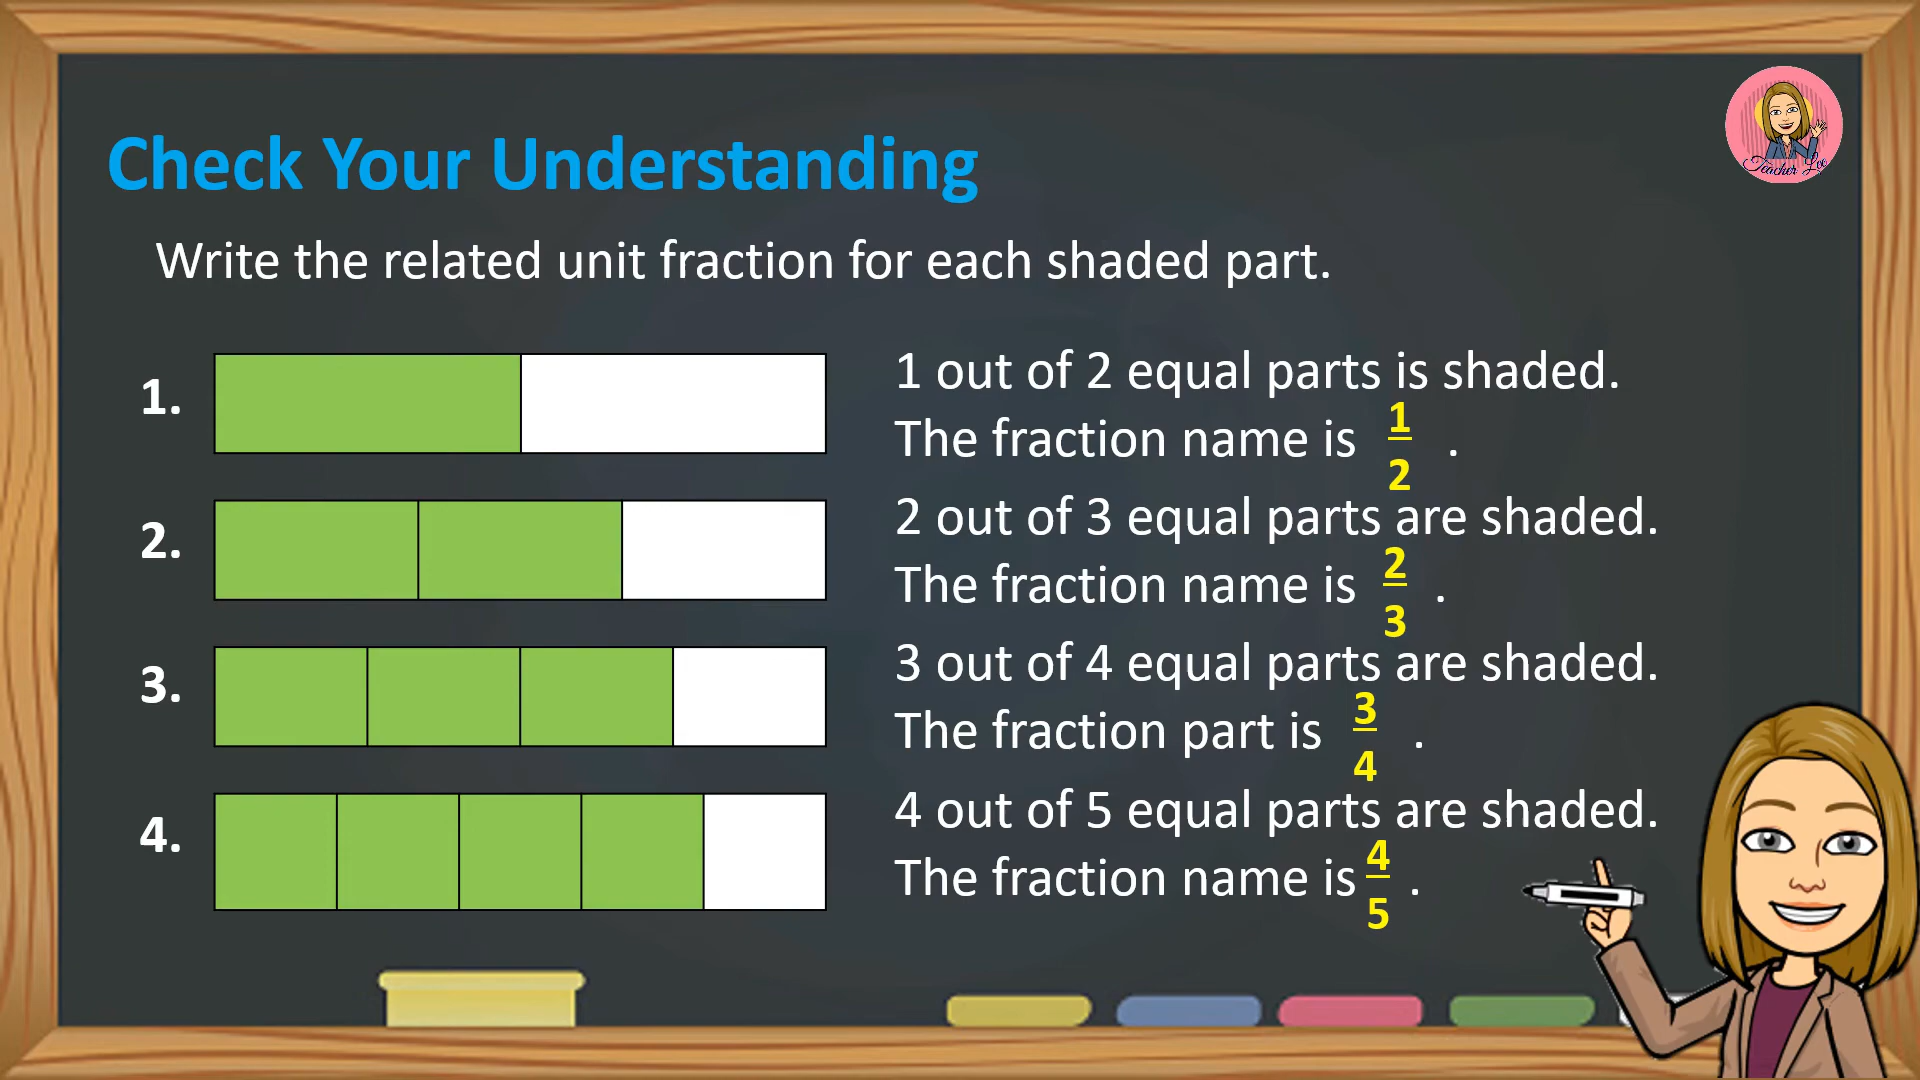 Teacher Lee
Check Your Understanding
Write the related unit fraction for each shaded part.
1.
1 out of 2 equal parts is shaded.
The fraction name is 1/2 .
2.
2 out of 3 equal parts are shaded.
The fraction name is 2/3 .
3.
3 out of 4 equal parts are shaded.
The fraction part is 3/4 .
4.
4 out of 5 equal parts are shaded.
The fraction name is 4/5 .